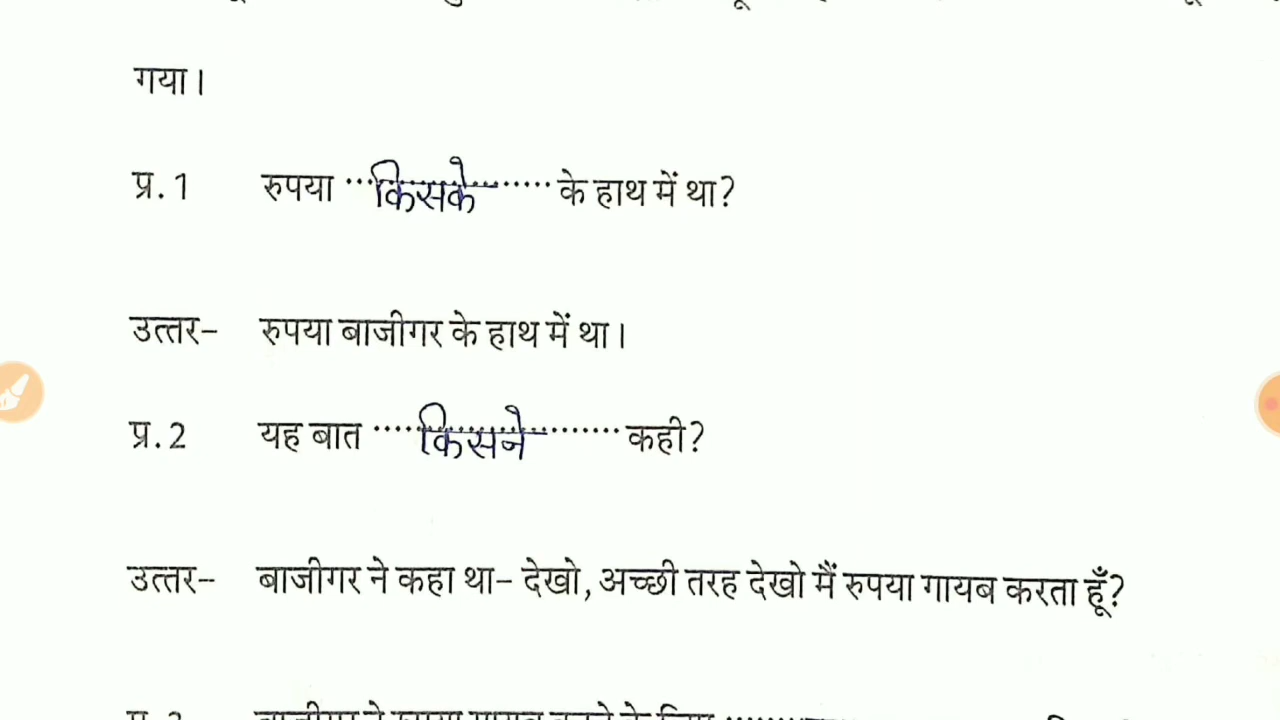 गया।
प्र.1 रुपया ...किसके........ के हाथ में था?
उत्तर- रुपया बाजीगर के हाथ में था।
प्र.2 यह बात .....किसने......... कही?
उत्तर- बाजीगर ने कहा था- देखो, अच्छी तरह देखो मैं रुपया गायब करता हूँ?